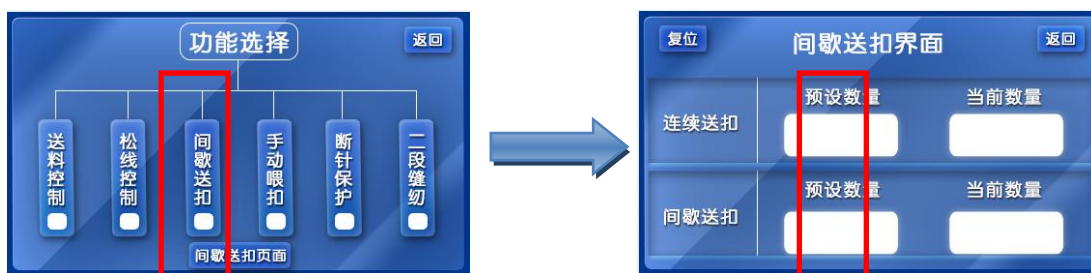 功能选择
返回
送料控制
松线控制
间歇送扣
手动喂扣
断针保护
二段缝纫
间歇送扣页面
复位
间歇送扣界面
返回
预设数量
当前数量
连续送扣
预设数量
当前数量
间歇送扣